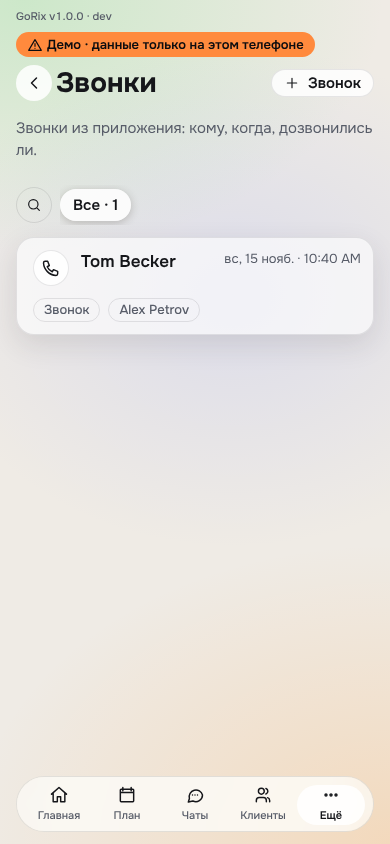 GoRix v1.0.0 · dev
Демо · данные только на этом телефоне
Звонки
Звонок
Звонки из приложения: кому, когда, дозвонились
ли.
Все · 1
Tom Becker
вс, 15 нояб. · 10:40 AM
Звонок
Alex Petrov
Главная
План
Чаты
Клиенты
Ещё